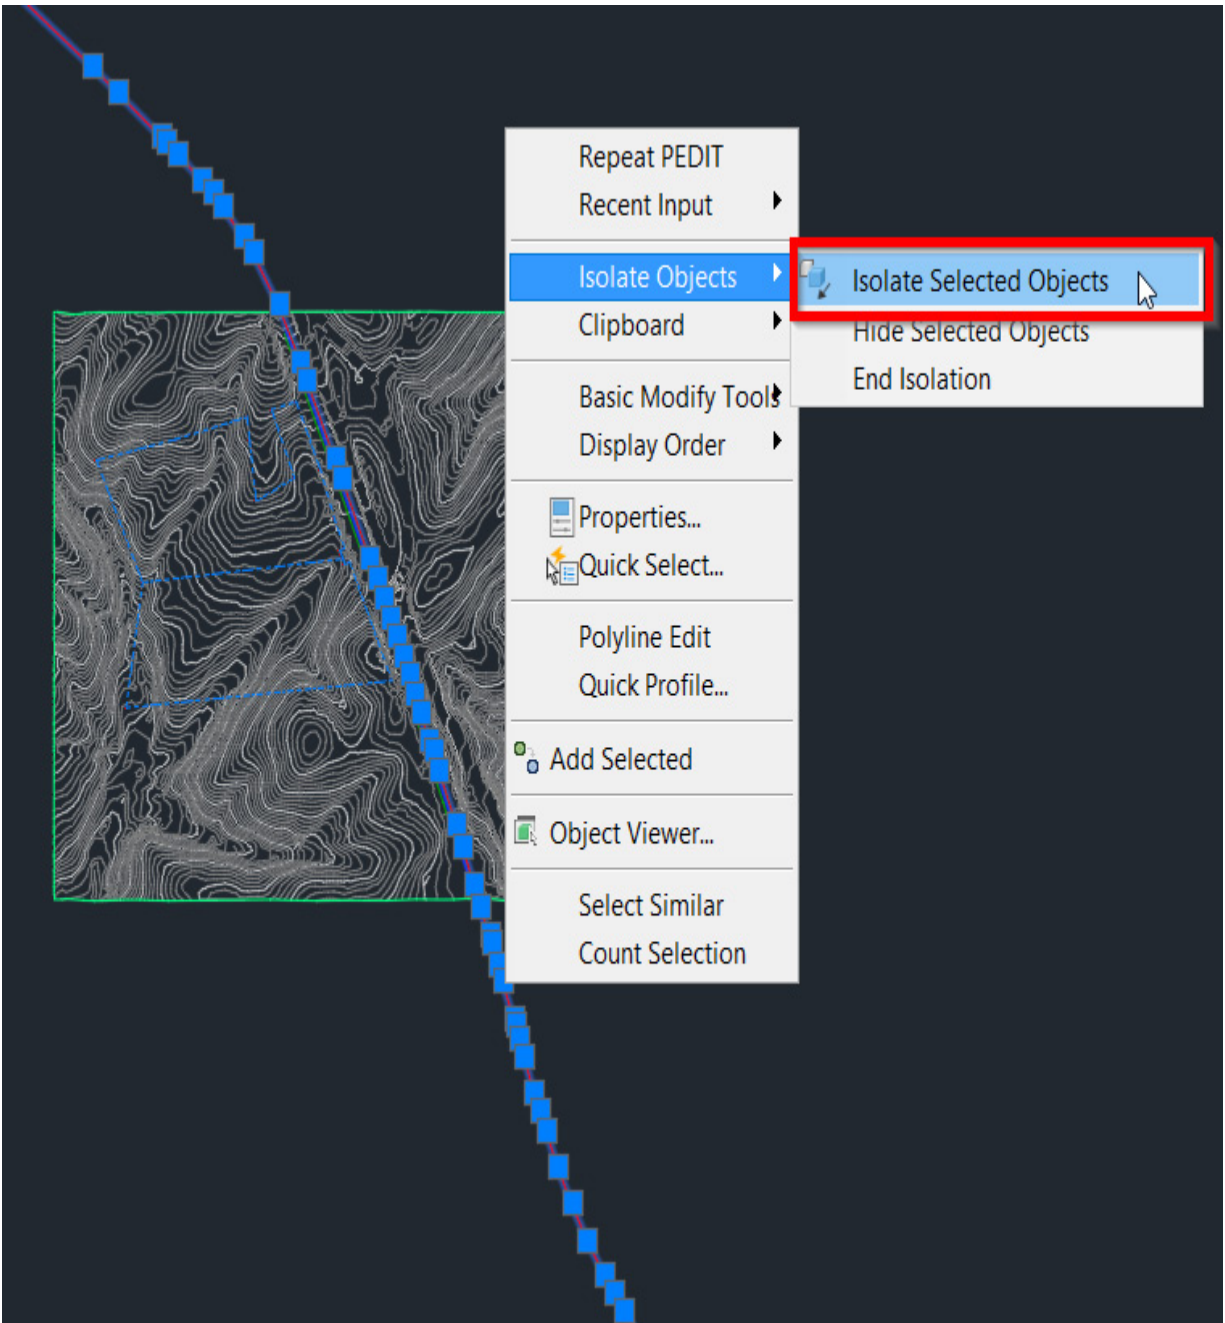 Repeat PEDIT
Recent Input
Isolate Objects
Isolate Selected Objects
Hide Selected Objects
End Isolation
Clipboard
Basic Modify Tools
Display Order
Properties...
Quick Select...
Polyline Edit
Quick Profile...
Add Selected
Object Viewer...
Select Similar
Count Selection